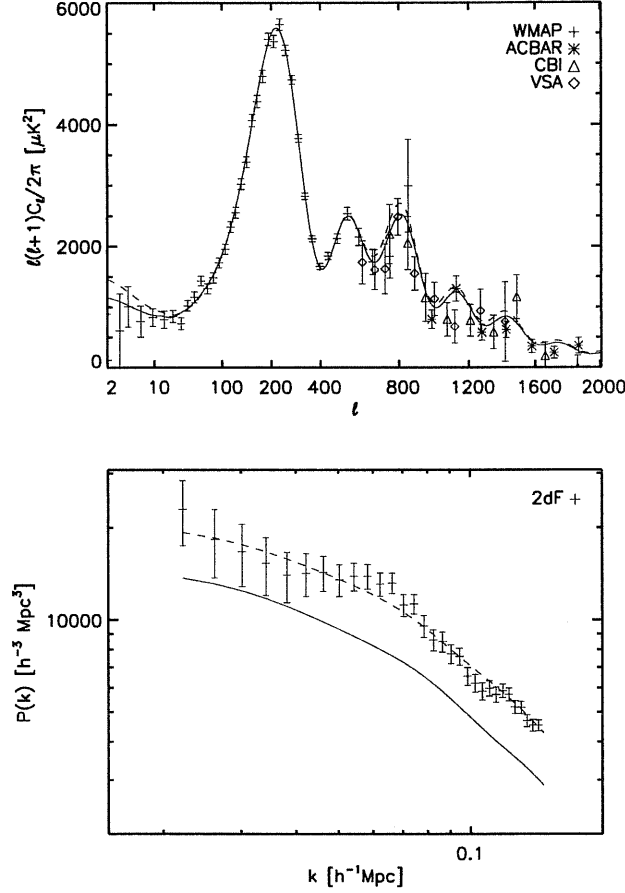 6000
4000
2000
0
ℓ(ℓ+1)Cℓ/2π [μK²]
WMAP +
ACBAR ✳
CBI △
VSA ◇
2 10 100 200 400 800 1200 1600 2000
ℓ
2dF +
10000
P(k) [h⁻³ Mpc³]
0.1
k [h⁻¹Mpc]